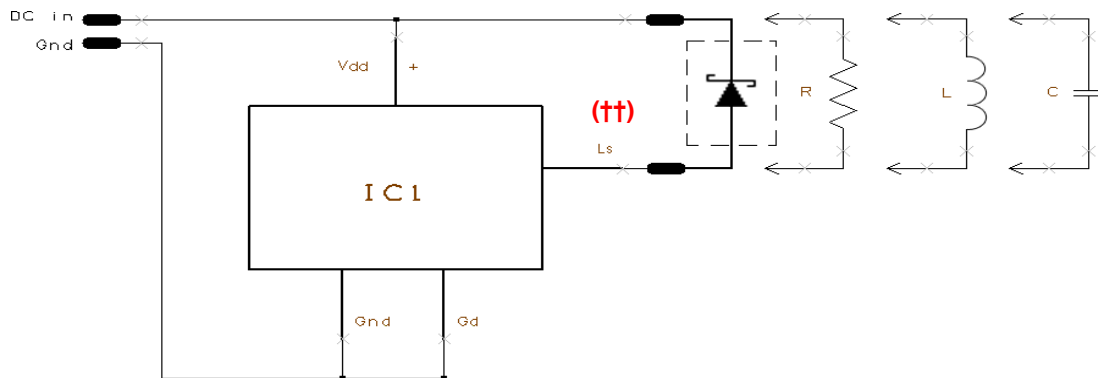 DC in
Gnd
Vdd +
(††)
R
L
C
Ls
IC1
Gnd
Gd